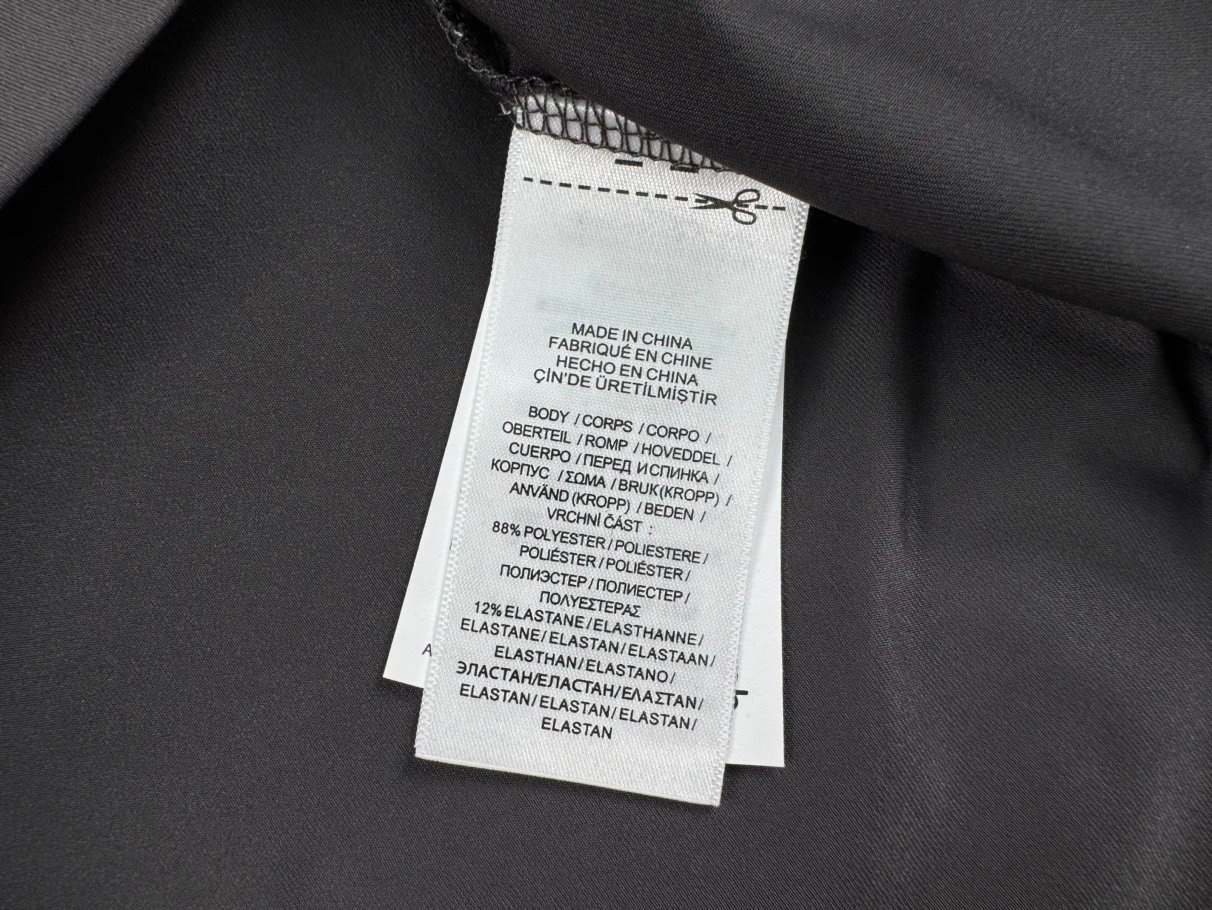 MADE IN CHINA
FABRIQUÉ EN CHINE
HECHO EN CHINA
ÇİN'DE ÜRETİLMİŞTİR
BODY / CORPS / CORPO /
OBERTEIL / ROMP / HOVEDDEL /
CUERPO / ПЕРЕД И СПИНКА /
КОРПУС / ΣΩΜΑ / BRUK (KROPP) /
ANVÄND (KROPP) / BEDEN /
VRCHNÍ ČÁST :
88% POLYESTER / POLIESTERE /
POLIÉSTER / POLIÉSTER /
ПОЛИЭСТЕР / ПОЛИЕСТЕР /
ΠΟΛΥΕΣΤΕΡΑΣ
12% ELASTANE / ELASTHANNE /
ELASTANE / ELASTAN / ELASTAAN /
ELASTHAN / ELASTANO /
ЭЛАСТАН/ЕЛАСТАН/ΕΛΑΣΤΑΝ/
ELASTAN / ELASTAN / ELASTAN /
ELASTAN